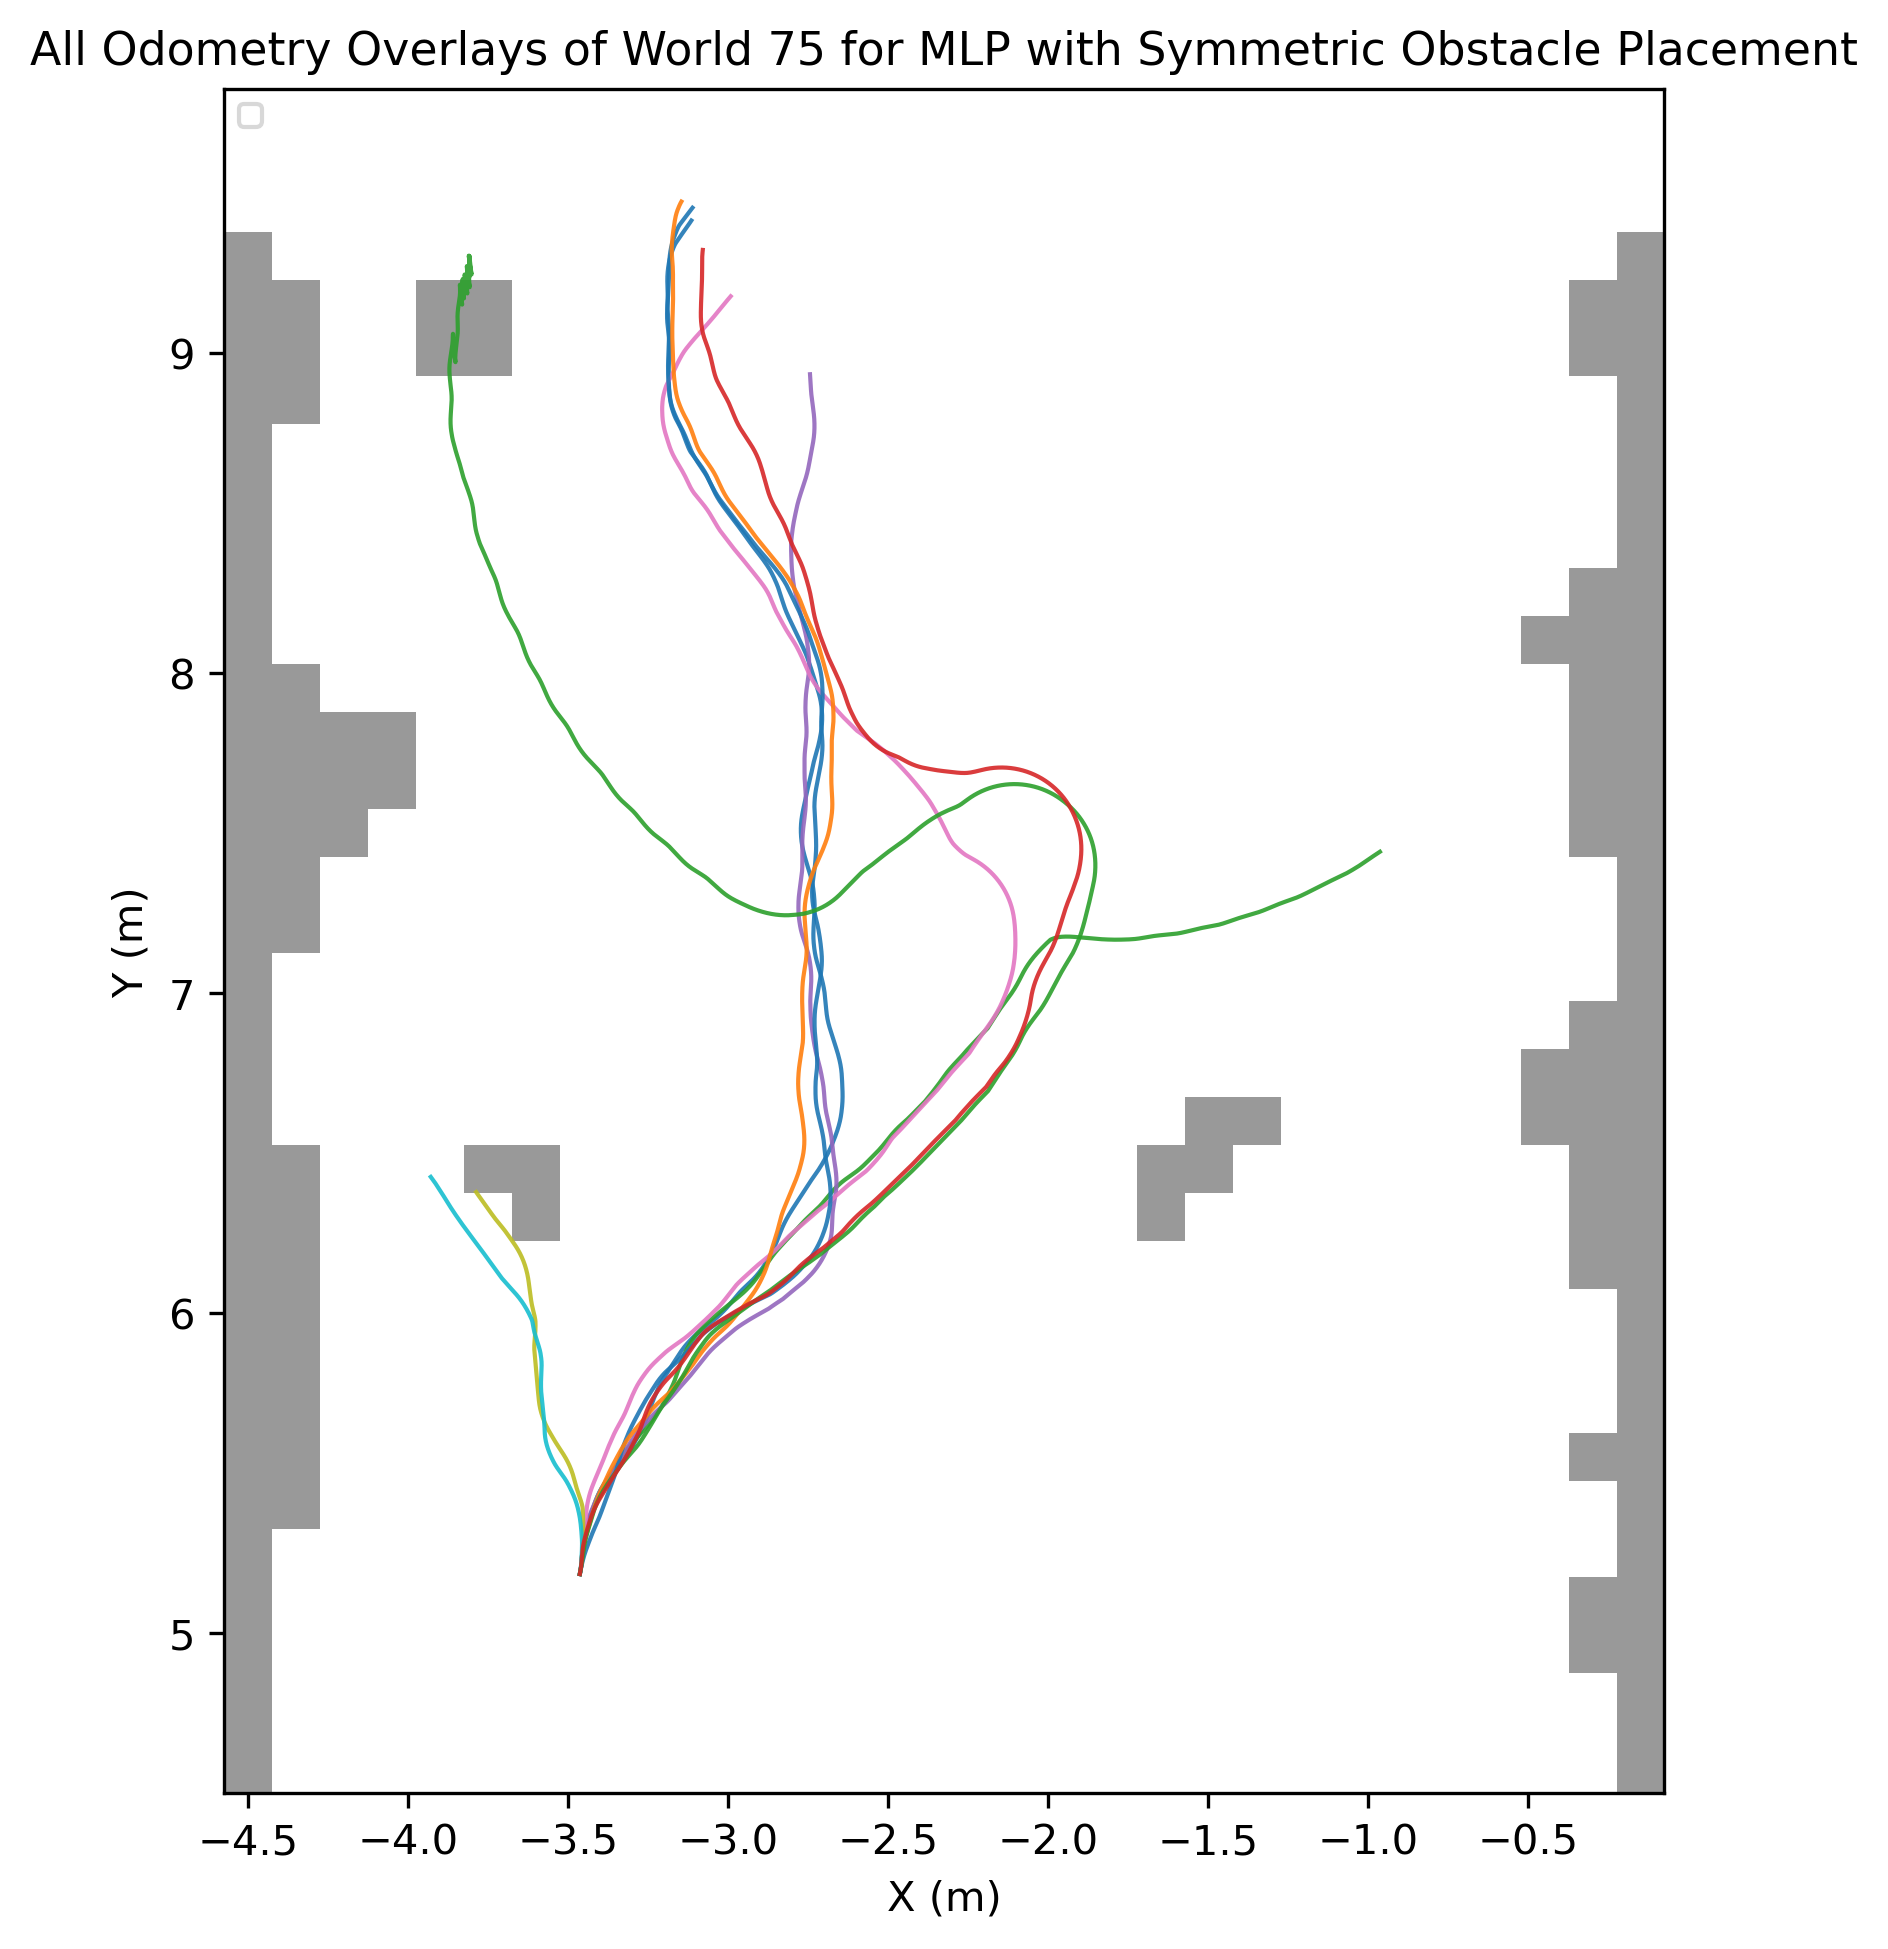 All Odometry Overlays of World 75 for MLP with Symmetric Obstacle Placement
9
8
7
6
5
Y (m)
−4.5 −4.0 −3.5 −3.0 −2.5 −2.0 −1.5 −1.0 −0.5
X (m)